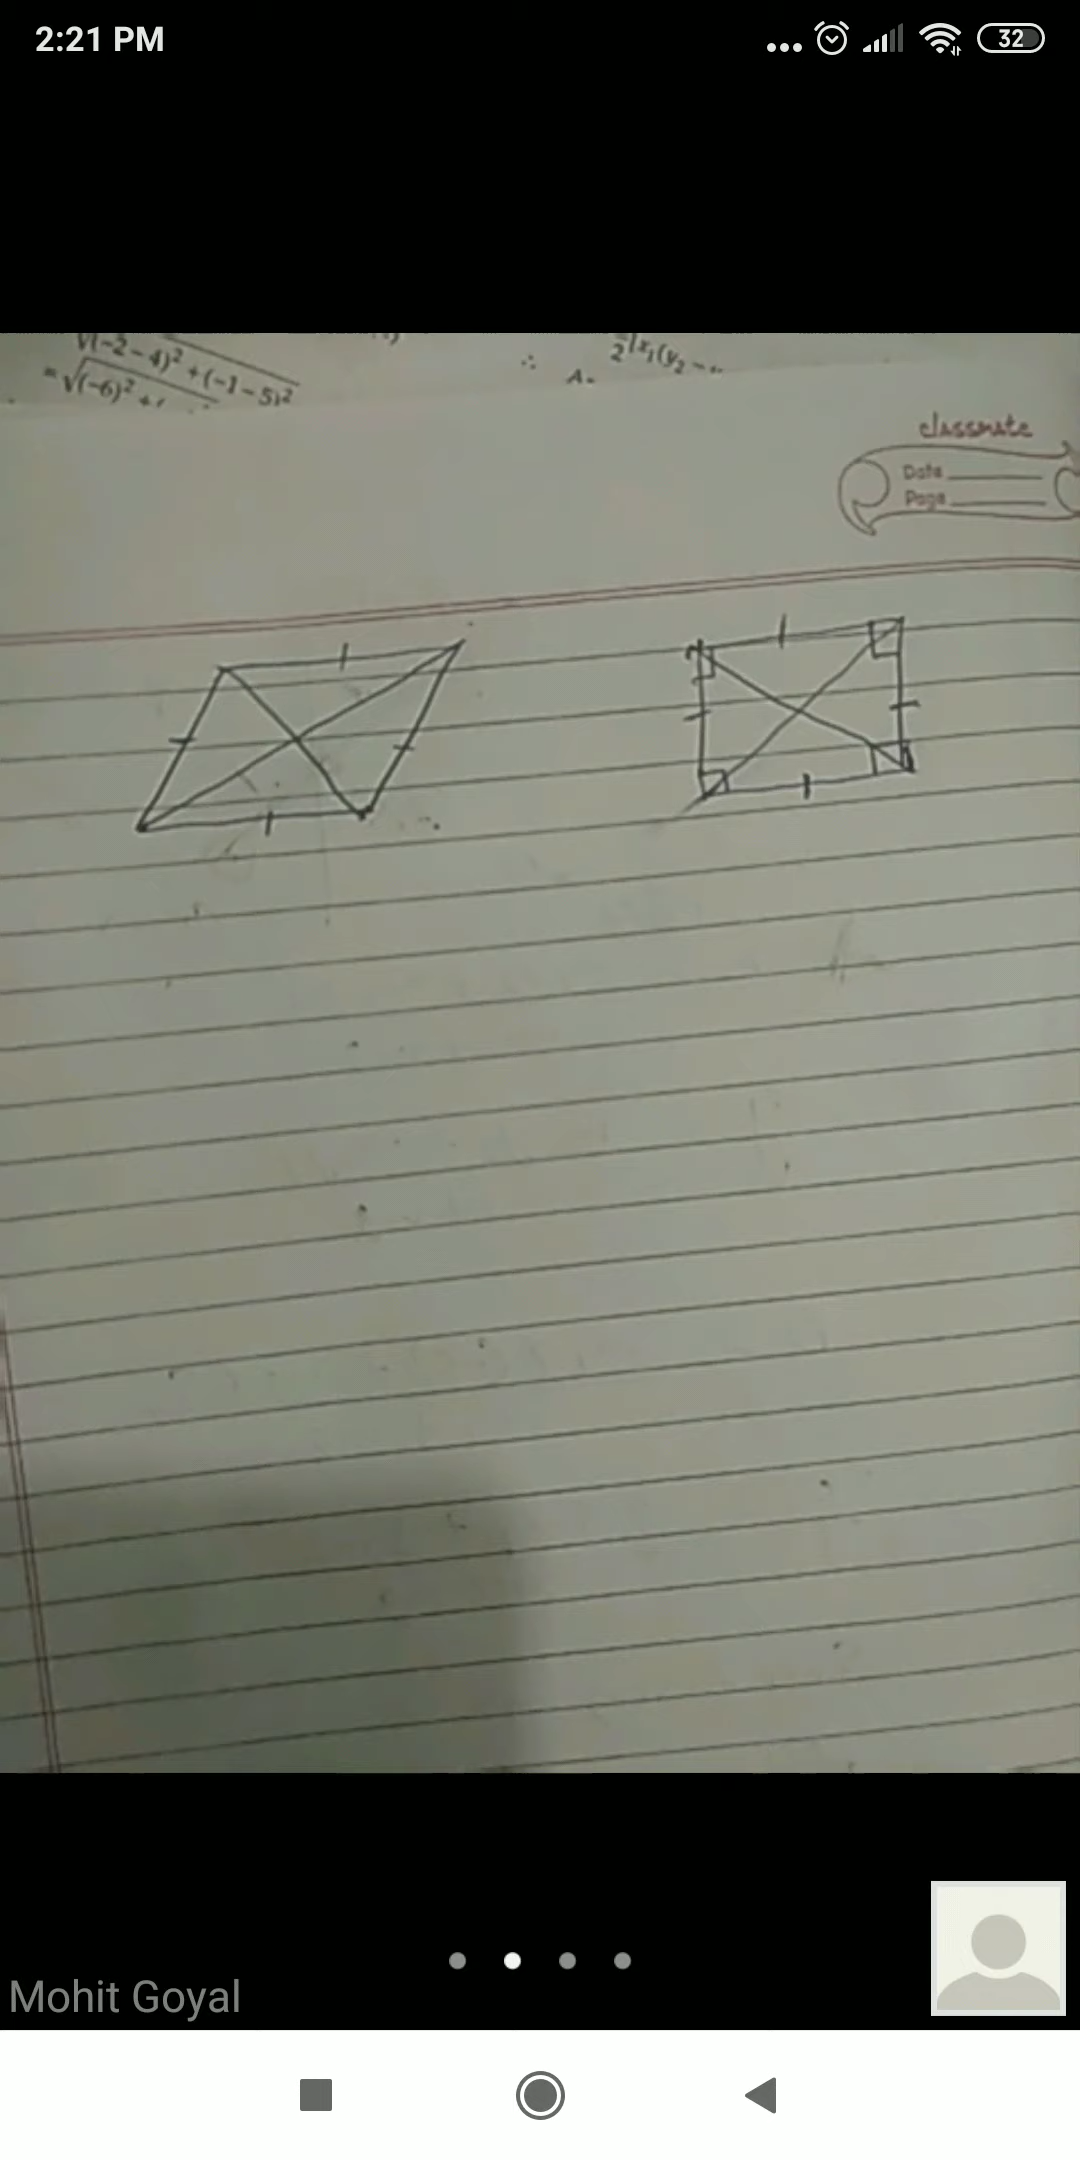 2:21 PM
32
√(-2-4)² + (-1-5)²
= √(-6)² +
∴
classmate
Date
Page
Mohit Goyal